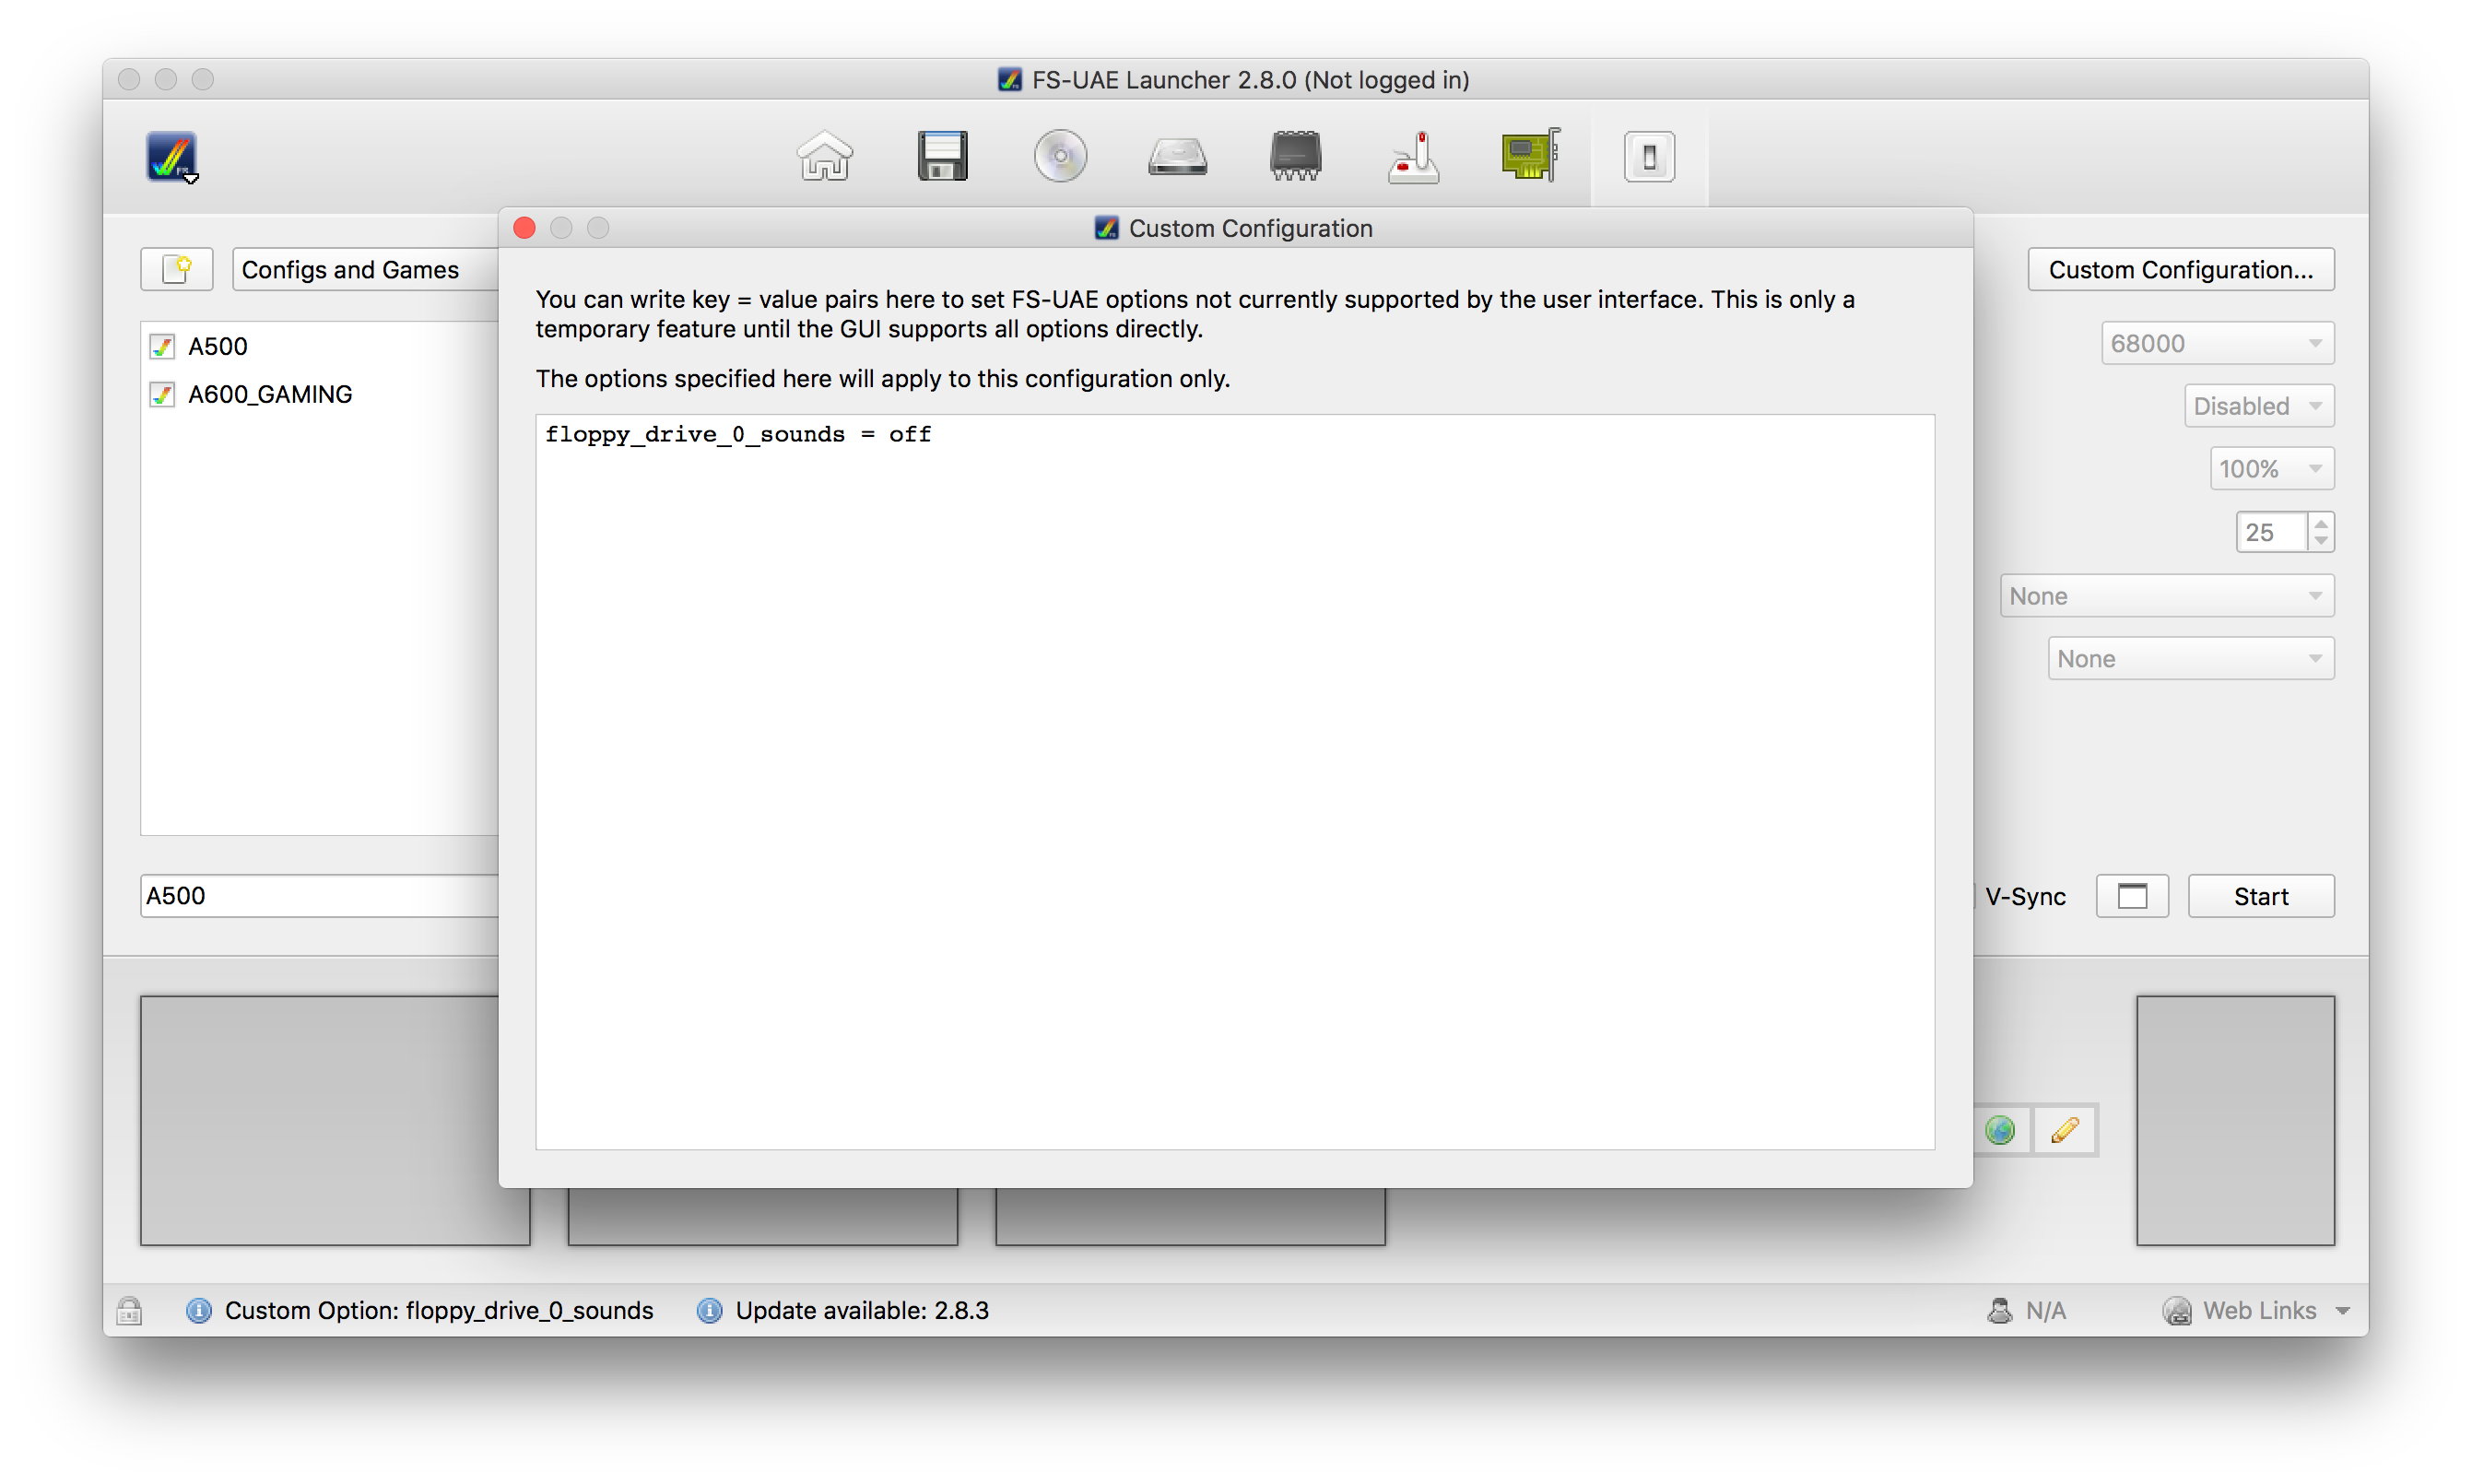 FS-UAE Launcher 2.8.0 (Not logged in)
Custom Configuration
Configs and Games
Custom Configuration...
You can write key = value pairs here to set FS-UAE options not currently supported by the user interface. This is only a
temporary feature until the GUI supports all options directly.
The options specified here will apply to this configuration only.
floppy_drive_0_sounds = off
A500
A600_GAMING
68000
Disabled
100%
25
None
None
A500
V-Sync
Start
Custom Option: floppy_drive_0_sounds
Update available: 2.8.3
N/A
Web Links